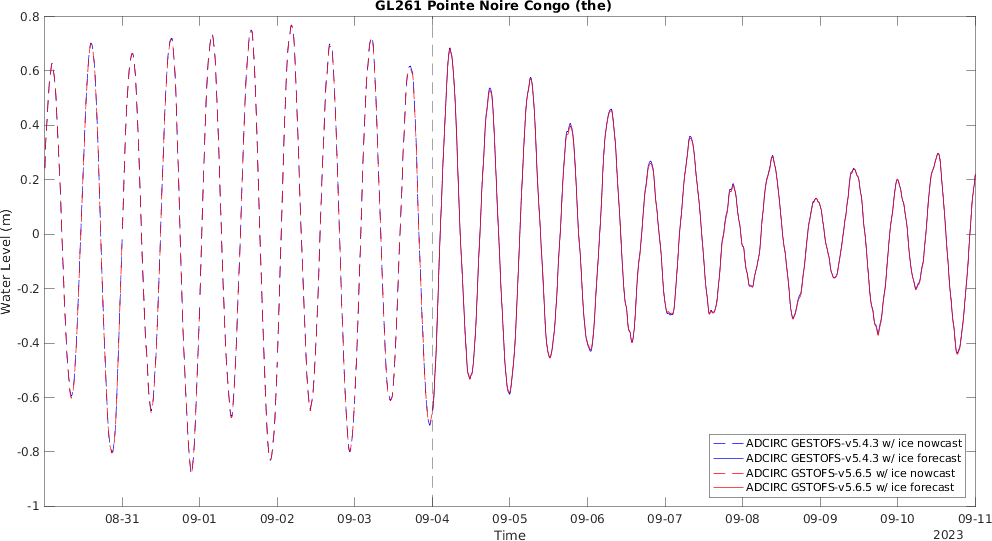 GL261 Pointe Noire Congo (the)
0.8
0.6
0.4
0.2
0
-0.2
-0.4
-0.6
-0.8
-1
Water Level (m)
08-31 09-01 09-02 09-03 09-04 09-05 09-06 09-07 09-08 09-09 09-10 09-11
Time
2023
ADCIRC GESTOFS-v5.4.3 w/ ice nowcast
ADCIRC GESTOFS-v5.4.3 w/ ice forecast
ADCIRC GSTOFS-v5.6.5 w/ ice nowcast
ADCIRC GSTOFS-v5.6.5 w/ ice forecast